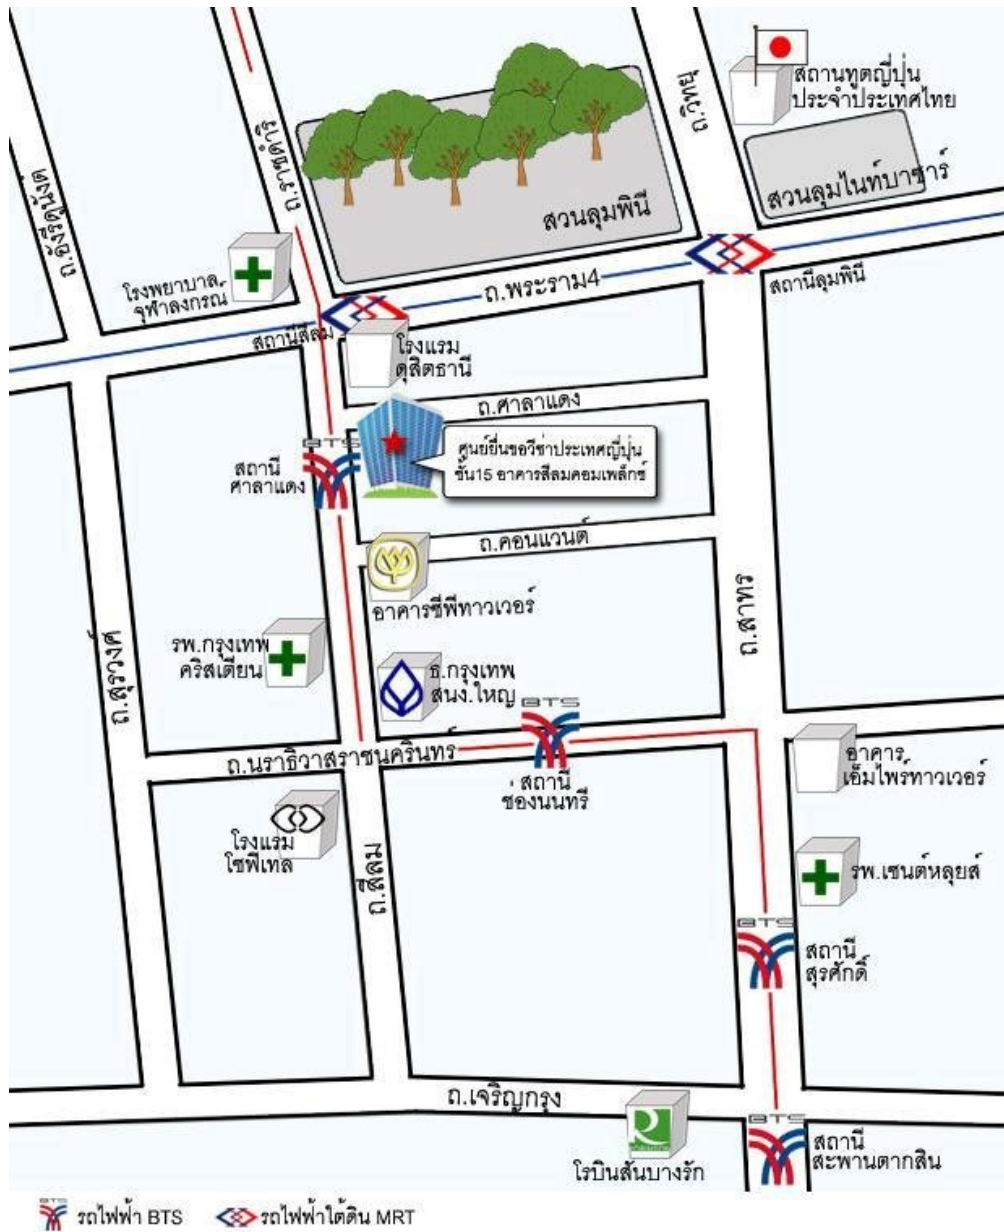 สถานทูตญี่ปุ่น
ประจำประเทศไทย
ถ.วิทยุ
ถ.ราชดำริ
ถ.อังรีดูนังต์
สวนลุมไนท์บาซาร์
สวนลุมพินี
โรงพยาบาล
จุฬาลงกรณ์
ถ.พระราม4
สถานีลุมพินี
สถานีสีลม
โรงแรม
ดุสิตธานี
ถ.ศาลาแดง
BTS
สถานี
ศาลาแดง
ศูนย์ยื่นขอวีซ่าประเทศญี่ปุ่น
ชั้น15 อาคารสีลมคอมเพล็กซ์
ถ.คอนแวนต์
อาคารซีพีทาวเวอร์
ถ.สาทร
ถ.สุรวงศ์
รพ.กรุงเทพ
คริสเตียน
ธ.กรุงเทพ
สนง.ใหญ่
BTS
สถานี
ช่องนนทรี
ถ.นราธิวาสราชนครินทร์
อาคาร
เอ็มไพร์ทาวเวอร์
โรงแรม
โซฟิเทล
ถ.สีลม
รพ.เซนต์หลุยส์
BTS
สถานี
สุรศักดิ์
ถ.เจริญกรุง
R
ROBINSON
โรบินสันบางรัก
BTS
สถานี
สะพานตากสิน
BTS
รถไฟฟ้า BTS
รถไฟฟ้าใต้ดิน MRT